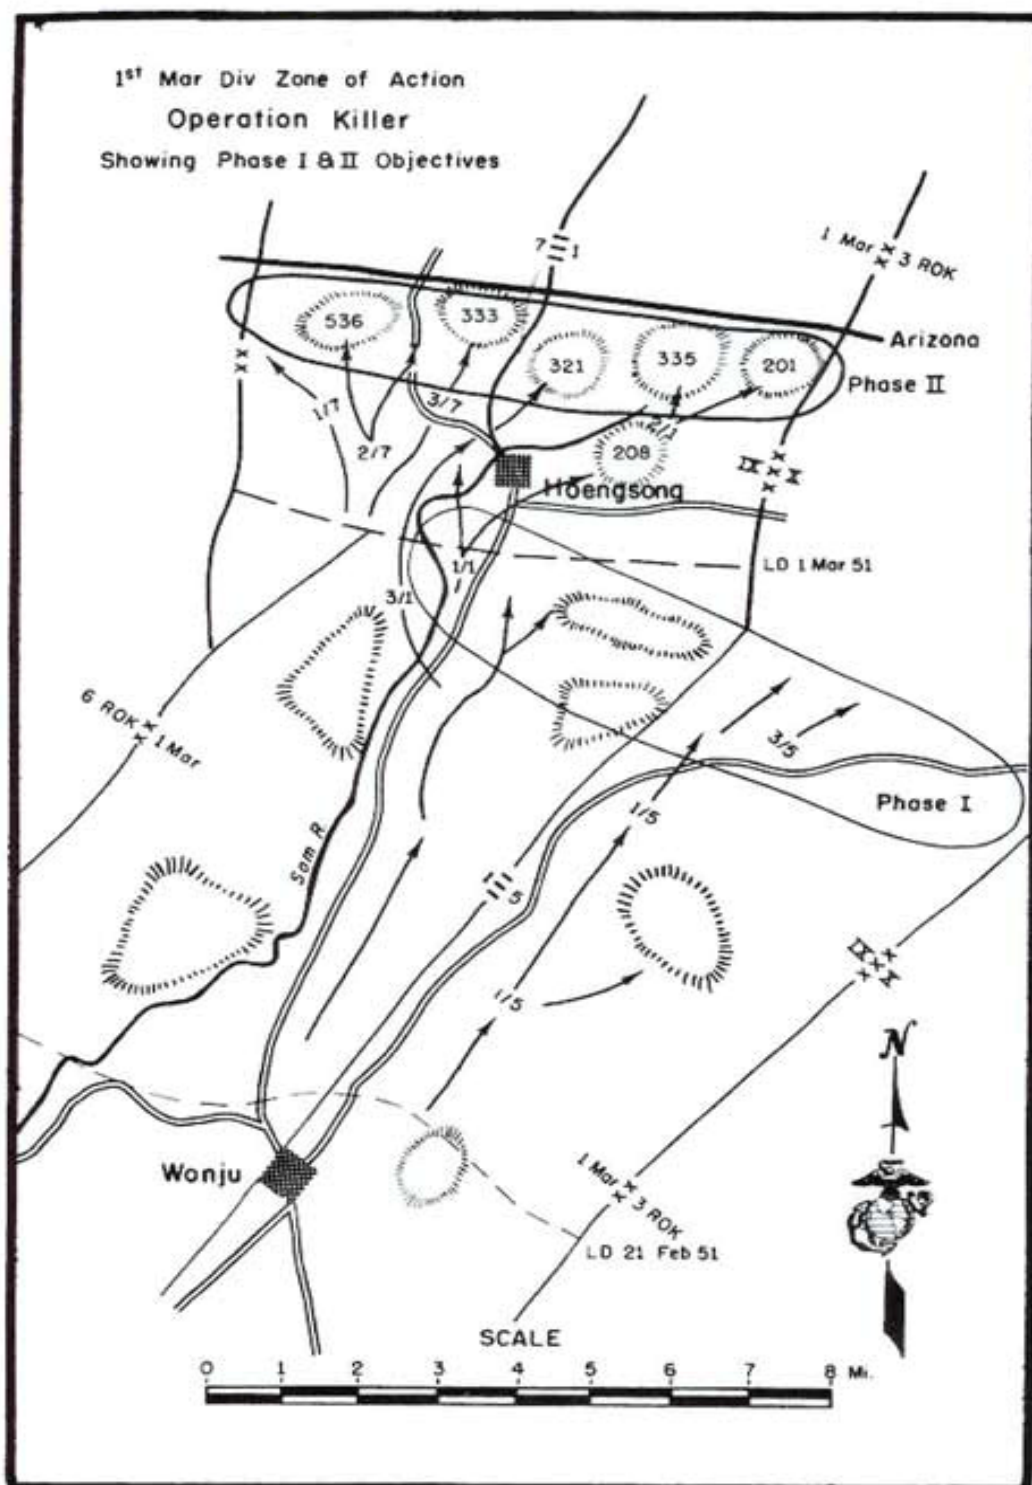 1st Mar Div Zone of Action
Operation Killer
Showing Phase I & II Objectives
7 1
1 Mar 3 ROK
Arizona
536
333
321
335
201
Phase II
1/7
2/7
3/7
2/1
208
IX X
Hoengsong
LD 1 Mar 51
1/1
3/1
6 ROK 1 Mar
3/5
Phase I
1/5
Som R
1 5
1/5
IX X
N
Wonju
1 Mar 3 ROK
LD 21 Feb 51
SCALE
0 1 2 3 4 5 6 7 8 Mi.